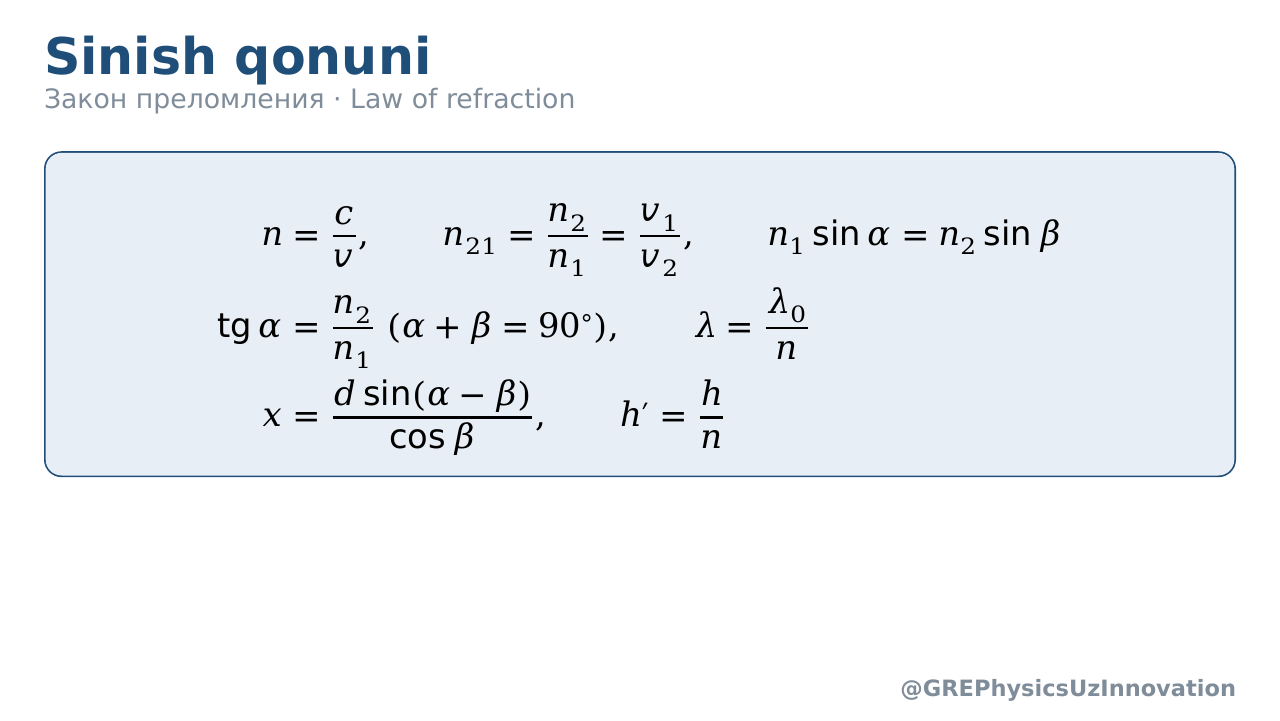 Sinish qonuni
Закон преломления · Law of refraction
n = c/v, n₂₁ = n₂/n₁ = v₁/v₂, n₁ sin α = n₂ sin β
tg α = n₂/n₁ (α + β = 90°), λ = λ₀/n
x = d sin(α − β)/cos β, h′ = h/n
@GREPhysicsUzInnovation